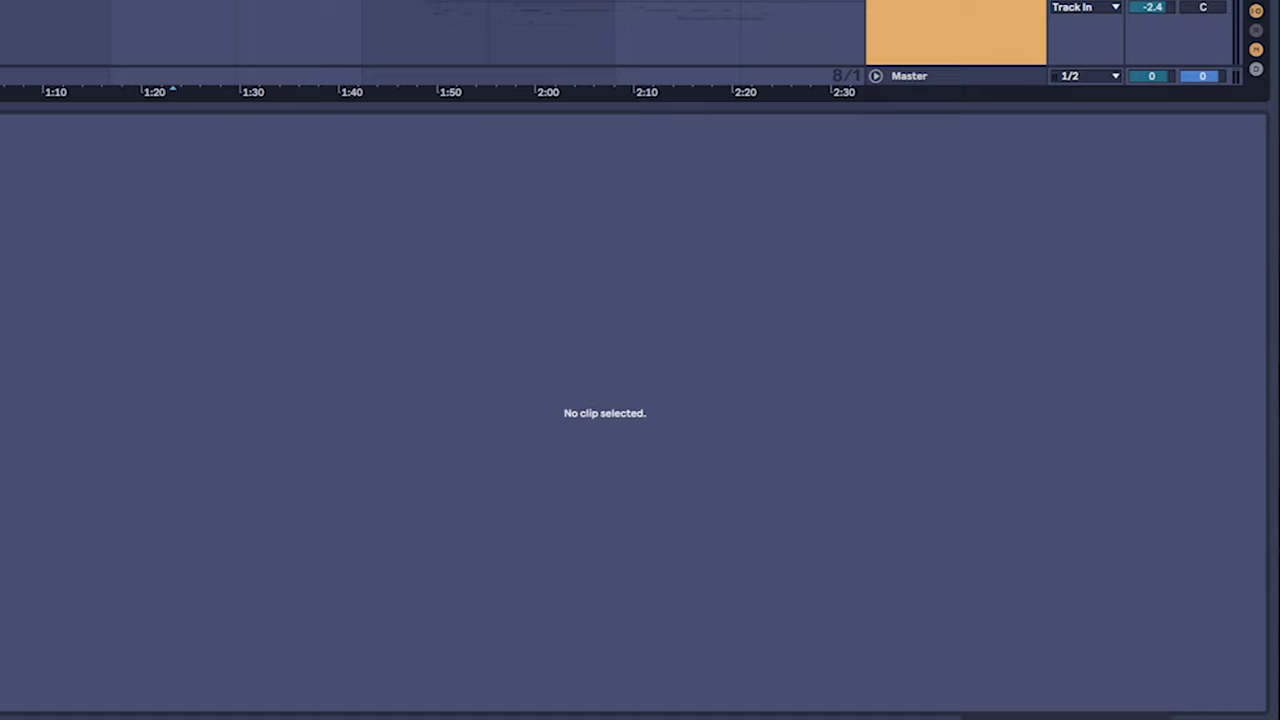 Track In -2.4 C
8/1 Master 1/2 0 0
1:10 1:20 1:30 1:40 1:50 2:00 2:10 2:20 2:30
No clip selected.